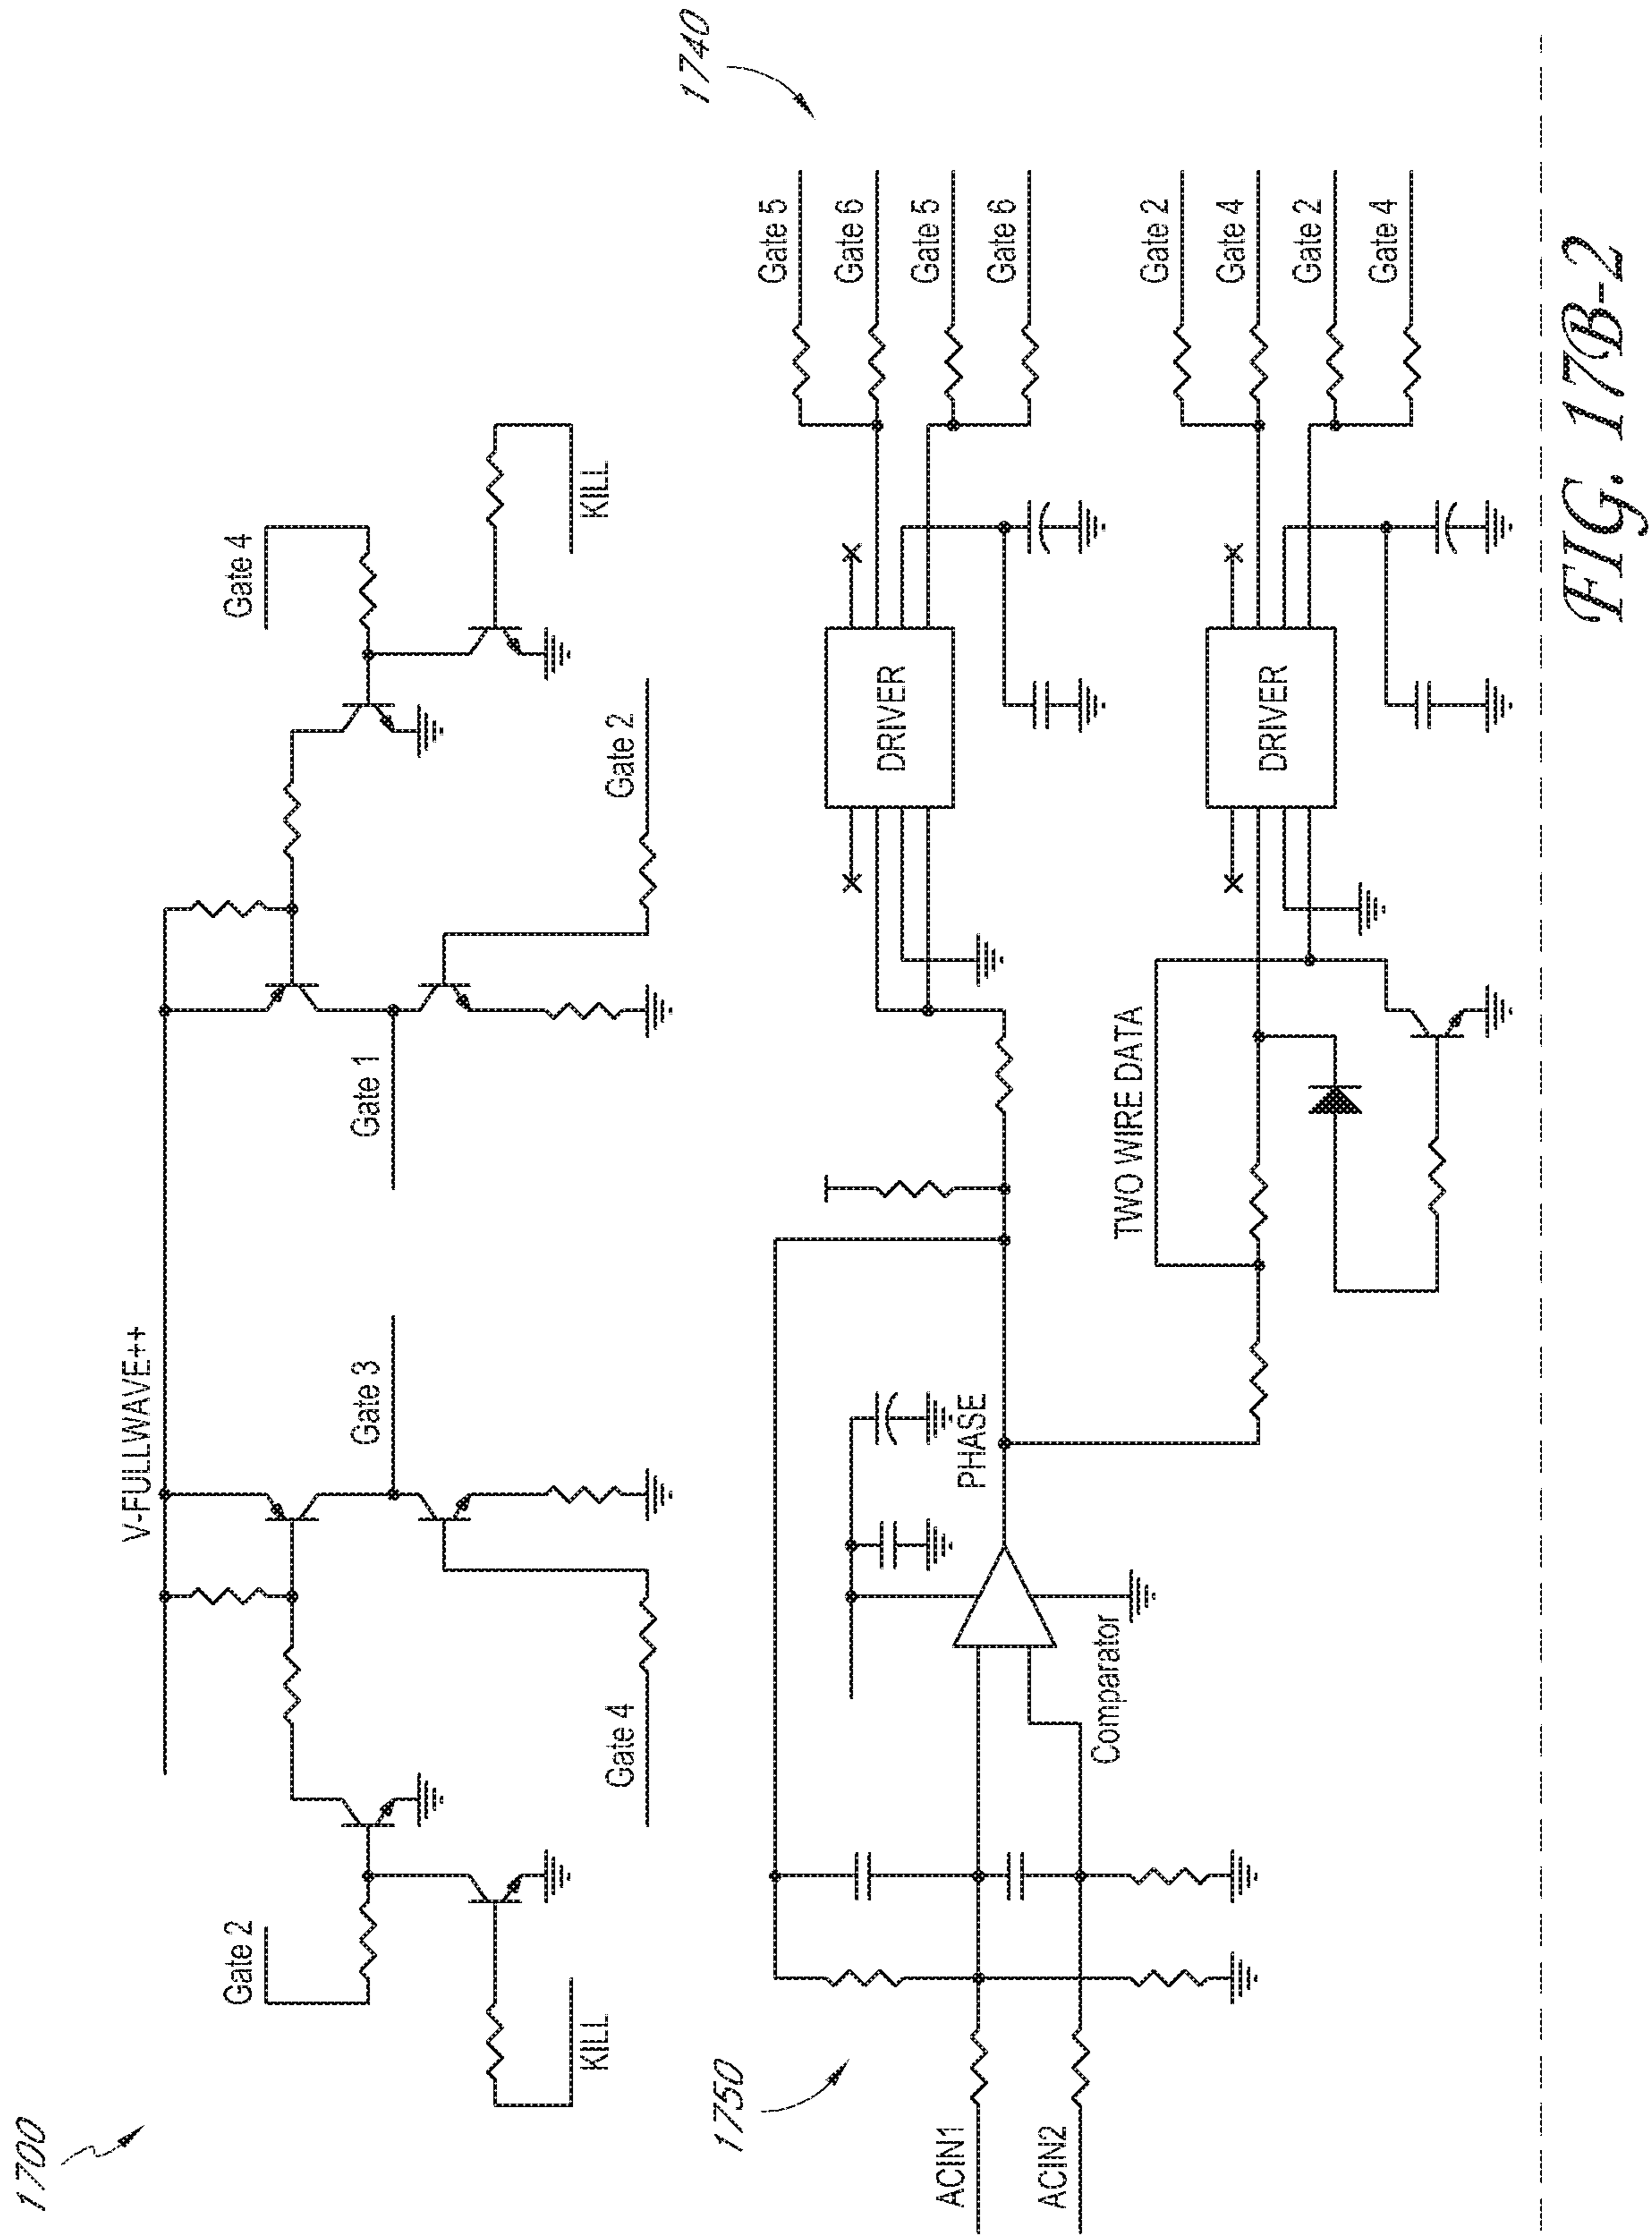 1700
V-FULLWAVE++
Gate 2
Gate 4
KILL
Gate 3
Gate 1
KILL
Gate 4
Gate 2
1750
1740
ACIN1
ACIN2
Comparator
PHASE
DRIVER
Gate 5
Gate 6
Gate 5
Gate 6
TWO WIRE DATA
DRIVER
Gate 2
Gate 4
Gate 2
Gate 4
FIG. 17B-2